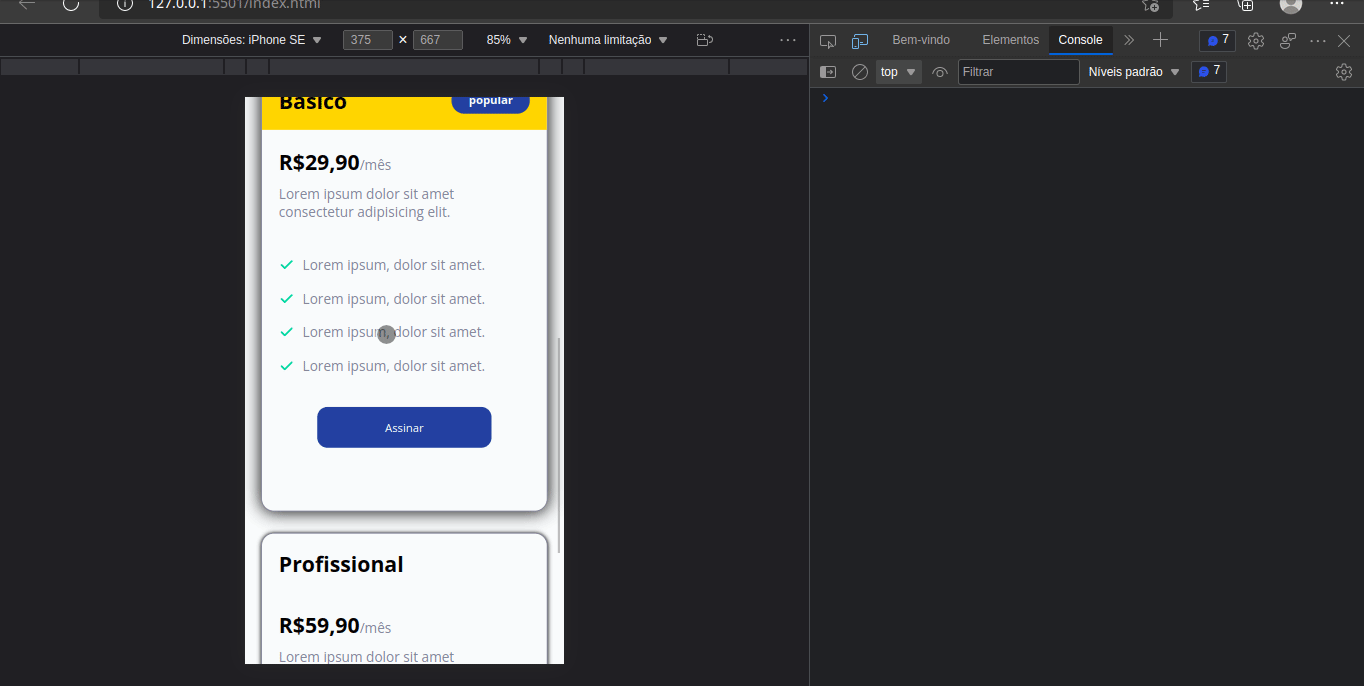 127.0.0.1:5501/index.html
Dimensões: iPhone SE 375 × 667 85% Nenhuma limitação
Bem-vindo Elementos Console 7
top Filtrar Níveis padrão 7
Básico popular
R$29,90/mês
Lorem ipsum dolor sit amet
consectetur adipisicing elit.
Lorem ipsum, dolor sit amet.
Lorem ipsum, dolor sit amet.
Lorem ipsum, dolor sit amet.
Lorem ipsum, dolor sit amet.
Assinar
Profissional
R$59,90/mês
Lorem ipsum dolor sit amet